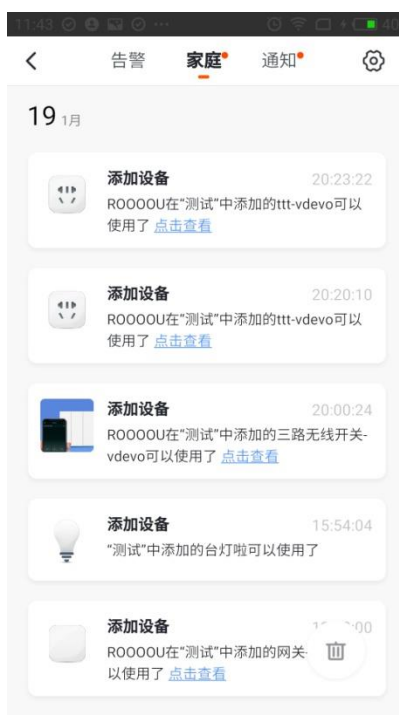 11:43
告警 家庭 通知
19 1月
添加设备 20:23:22
ROOOOU在“测试”中添加的ttt-vdevo可以
使用了 点击查看
添加设备 20:20:10
ROOOOU在“测试”中添加的ttt-vdevo可以
使用了 点击查看
添加设备 20:00:24
ROOOOU在“测试”中添加的三路无线开关-
vdevo可以使用了 点击查看
添加设备 15:54:04
“测试”中添加的台灯啦可以使用了
添加设备
ROOOOU在“测试”中添加的网关
以使用了 点击查看